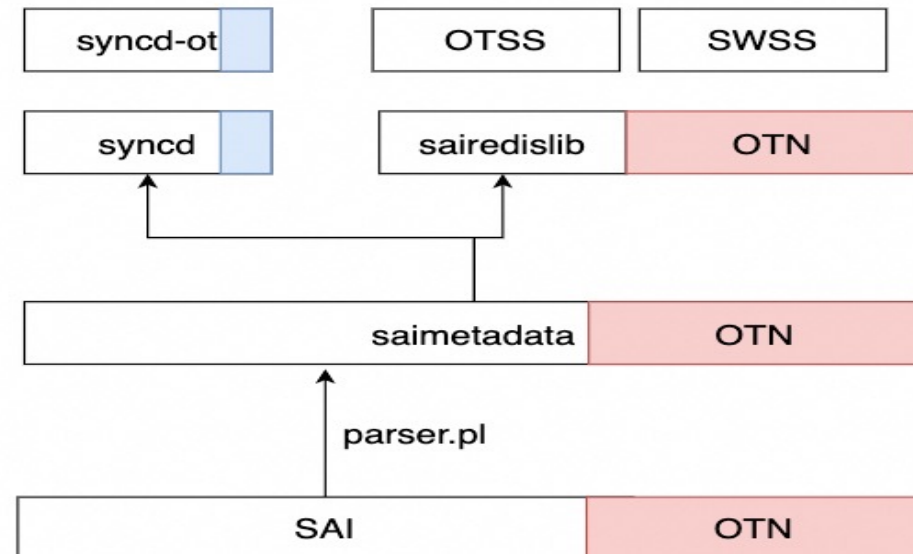 syncd-ot
OTSS
SWSS
syncd
sairedislib
OTN
saimetadata
OTN
parser.pl
SAI
OTN